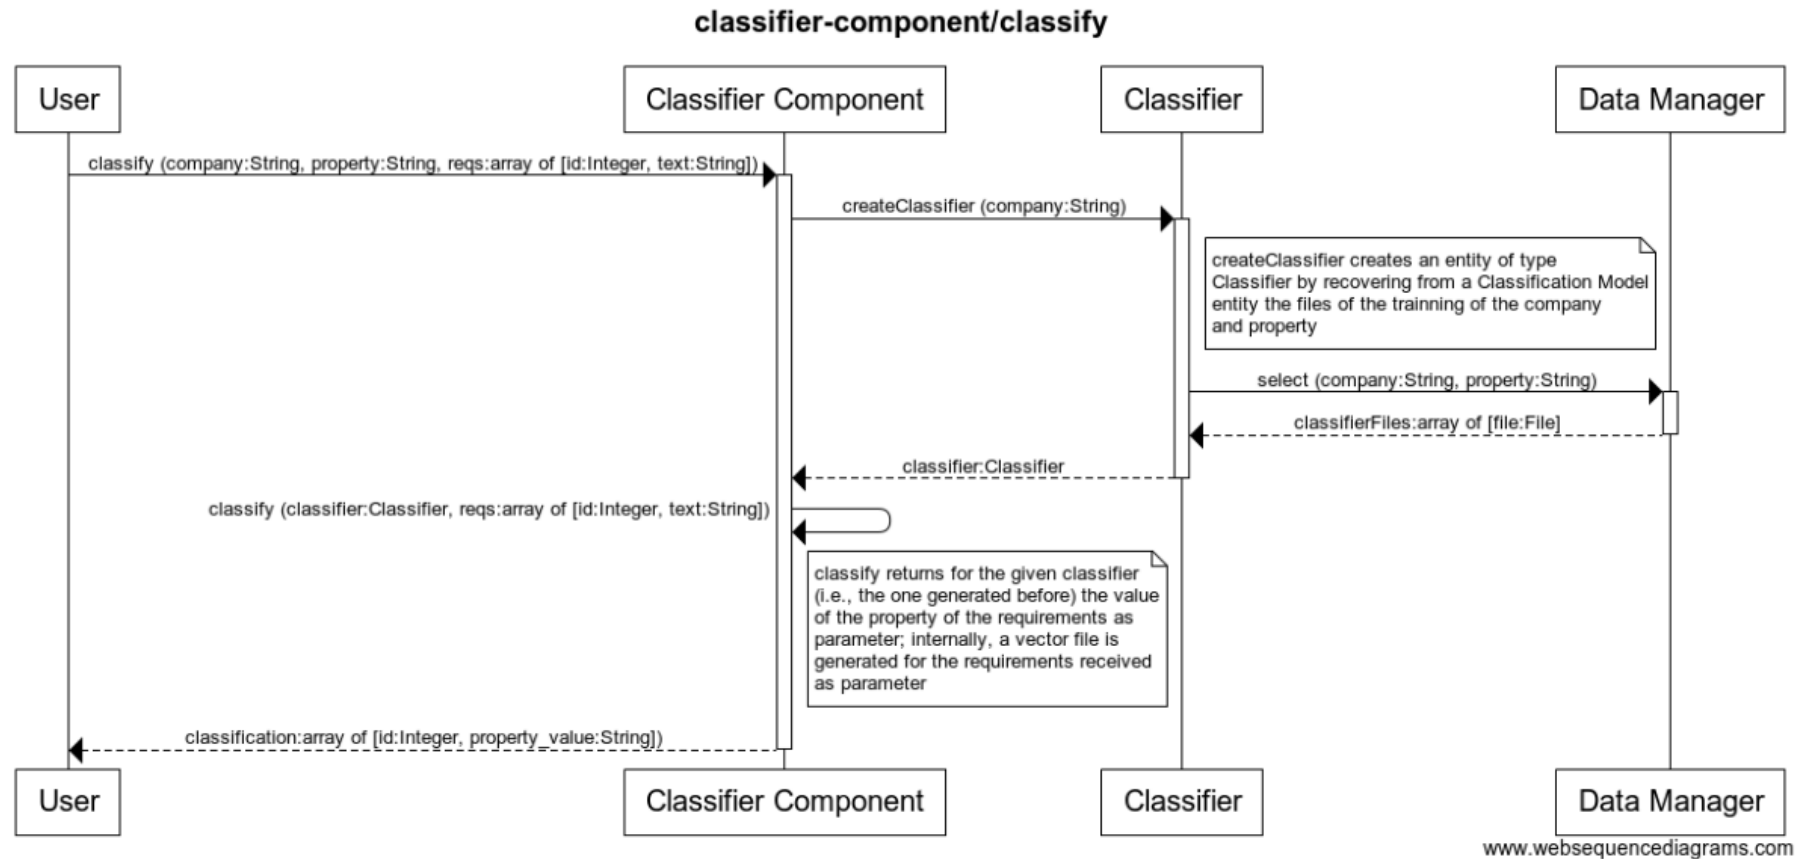 classifier-component/classify
User
Classifier Component
Classifier
Data Manager
classify (company:String, property:String, reqs:array of [id:Integer, text:String])
createClassifier (company:String)
createClassifier creates an entity of type
Classifier by recovering from a Classification Model
entity the files of the trainning of the company
and property
select (company:String, property:String)
classifierFiles:array of [file:File]
classifier:Classifier
classify (classifier:Classifier, reqs:array of [id:Integer, text:String])
classify returns for the given classifier
(i.e., the one generated before) the value
of the property of the requirements as
parameter; internally, a vector file is
generated for the requirements received
as parameter
classification:array of [id:Integer, property_value:String])
User
Classifier Component
Classifier
Data Manager
www.websequencediagrams.com